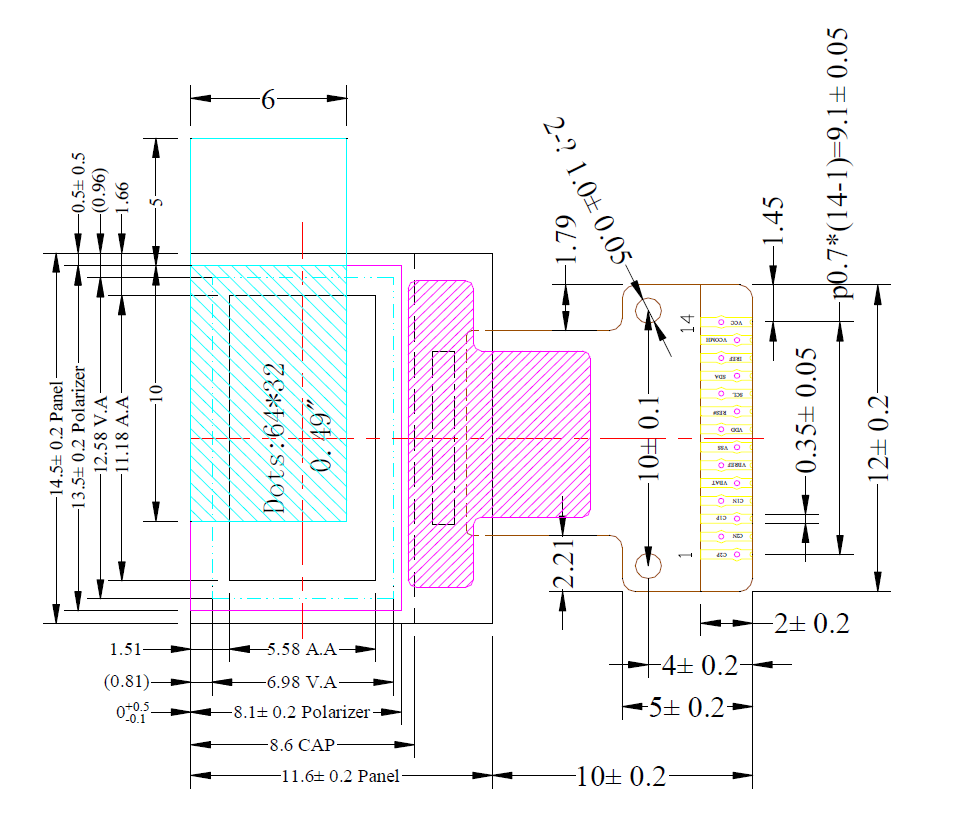 6
5
0.5± 0.5
(0.96)
1.66
14.5± 0.2 Panel
13.5± 0.2 Polarizer
12.58 V.A
11.18 A.A
10
Dots:64*32
0.49"
1.51
5.58 A.A
(0.81)
6.98 V.A
0 +0.5 -0.1
8.1± 0.2 Polarizer
8.6 CAP
11.6± 0.2 Panel
10± 0.2
2-? 1.0± 0.05
1.79
2.21
10± 0.1
14
1
VCC
VCOMH
IREF
SDA
SCL
RES#
VDD
VSS
VBREF
VBAT
C1N
C1P
C2N
C2P
1.45
p0.7*(14-1)=9.1± 0.05
0.35± 0.05
12± 0.2
2± 0.2
4± 0.2
5± 0.2